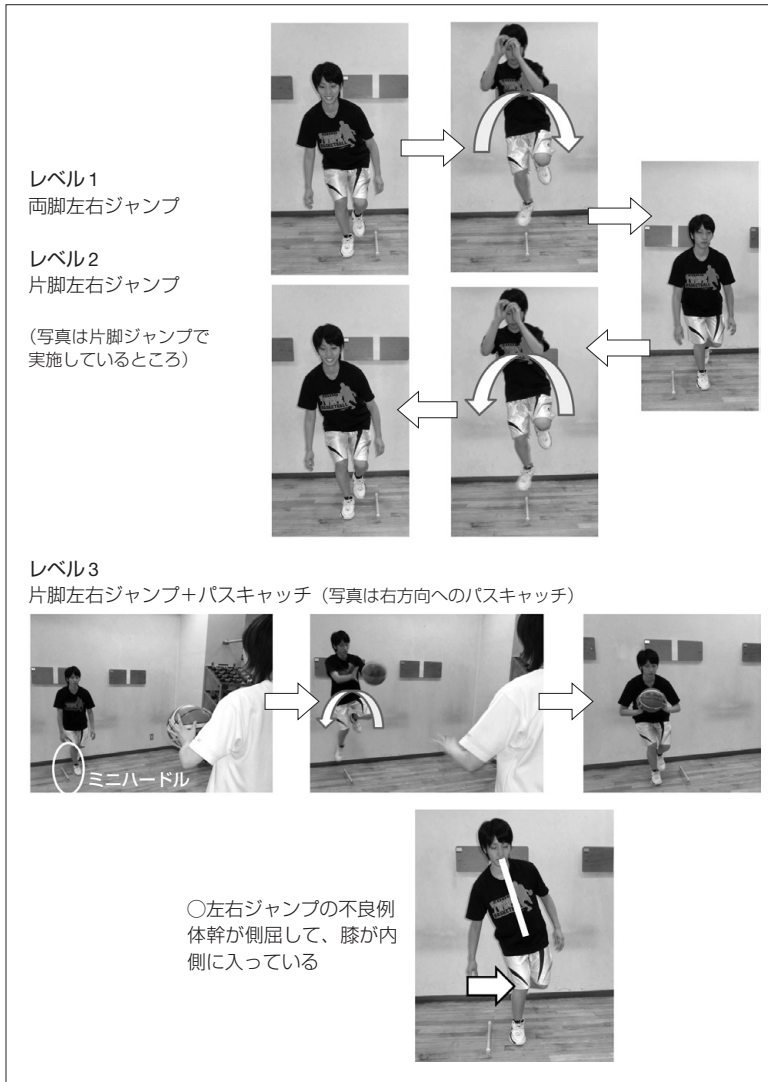 レベル1
両脚左右ジャンプ
レベル2
片脚左右ジャンプ
（写真は片脚ジャンプで
実施しているところ）
レベル3
片脚左右ジャンプ＋パスキャッチ（写真は右方向へのパスキャッチ）
ミニハードル
○左右ジャンプの不良例
体幹が側屈して、膝が内
側に入っている